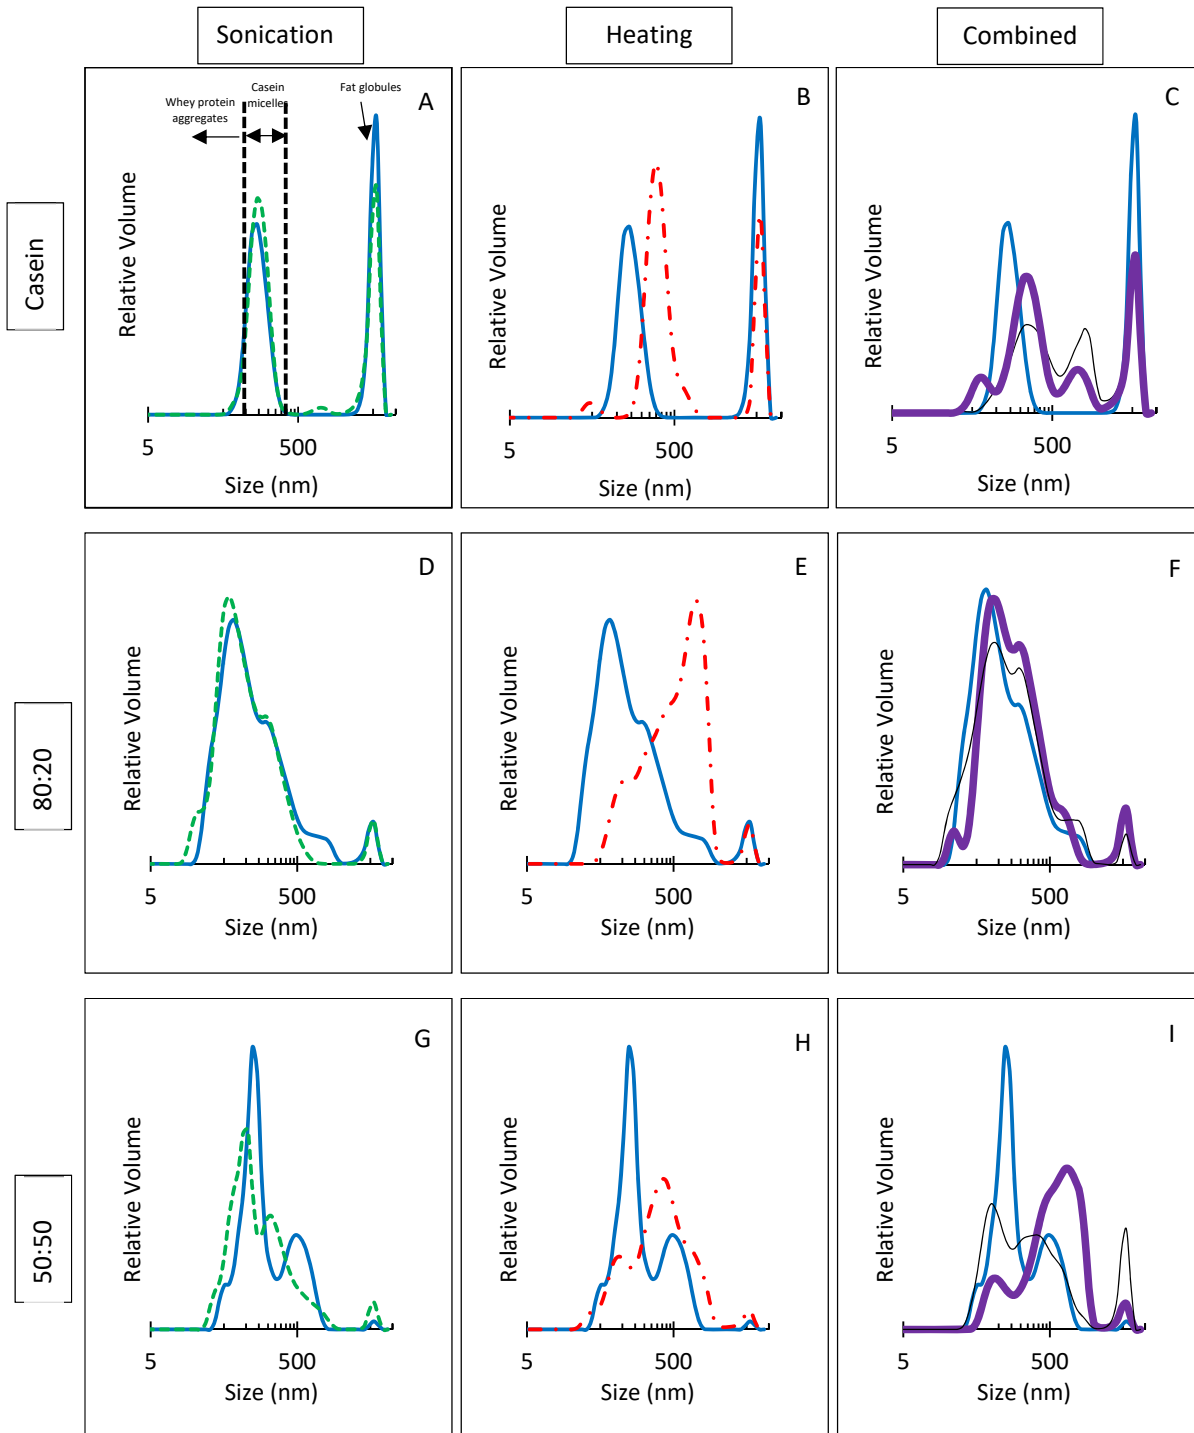 Sonication
Heating
Combined
Casein
A
Whey protein
aggregates
Casein
micelles
Fat globules
Relative Volume
5
500
Size (nm)
B
Relative Volume
5
500
Size (nm)
C
Relative Volume
5
500
Size (nm)
80:20
D
Relative Volume
5
500
Size (nm)
E
Relative Volume
5
500
Size (nm)
F
Relative Volume
5
500
Size (nm)
50:50
G
Relative Volume
5
500
Size (nm)
H
Relative Volume
5
500
Size (nm)
I
Relative Volume
5
500
Size (nm)